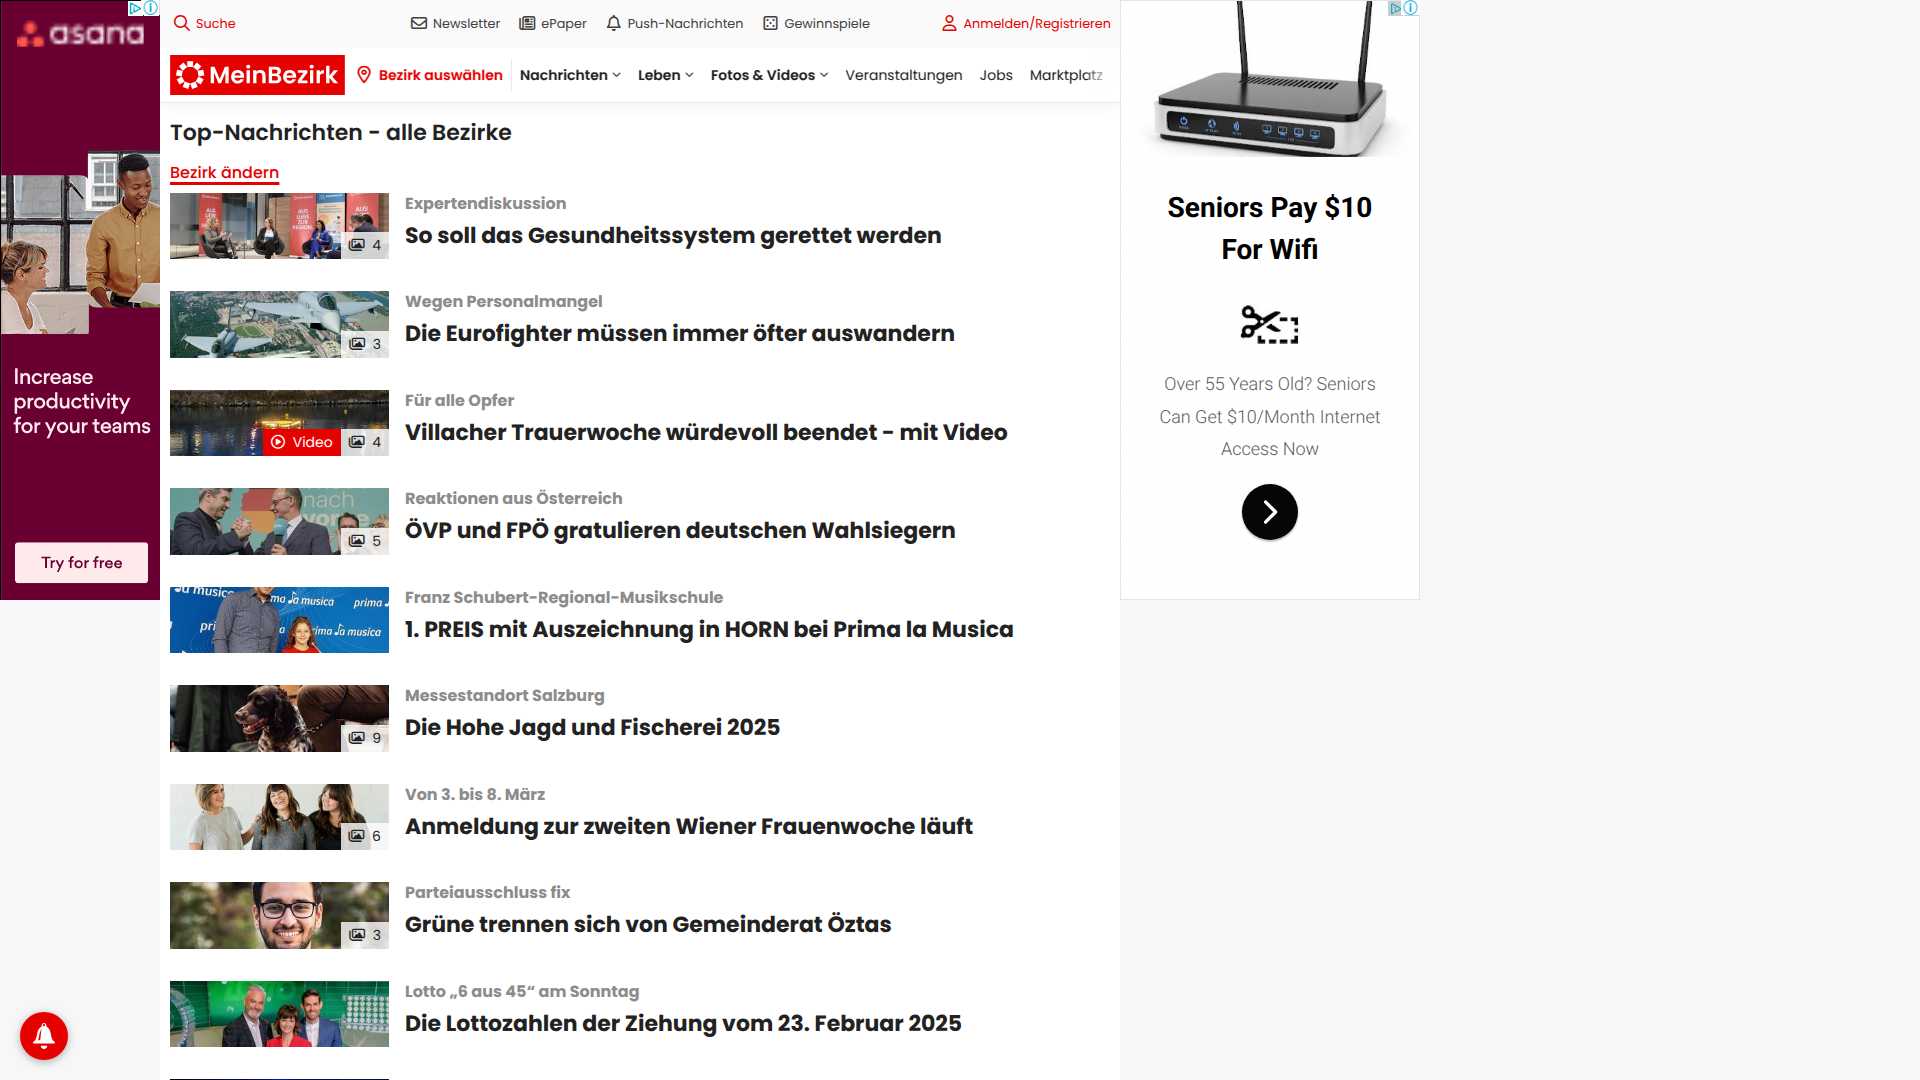 asana
Increase
productivity
for your teams
Try for free
Suche
Newsletter
ePaper
Push-Nachrichten
Gewinnspiele
Anmelden/Registrieren
MeinBezirk
Bezirk auswählen
Nachrichten
Leben
Fotos & Videos
Veranstaltungen
Jobs
Marktplatz
Top-Nachrichten - alle Bezirke
Bezirk ändern
4
Expertendiskussion
So soll das Gesundheitssystem gerettet werden
3
Wegen Personalmangel
Die Eurofighter müssen immer öfter auswandern
Video
4
Für alle Opfer
Villacher Trauerwoche würdevoll beendet - mit Video
nach
5
Reaktionen aus Österreich
ÖVP und FPÖ gratulieren deutschen Wahlsiegern
Franz Schubert-Regional-Musikschule
1. PREIS mit Auszeichnung in HORN bei Prima la Musica
9
Messestandort Salzburg
Die Hohe Jagd und Fischerei 2025
6
Von 3. bis 8. März
Anmeldung zur zweiten Wiener Frauenwoche läuft
3
Parteiausschluss fix
Grüne trennen sich von Gemeinderat Öztas
Lotto „6 aus 45“ am Sonntag
Die Lottozahlen der Ziehung vom 23. Februar 2025
Seniors Pay $10
For Wifi
Over 55 Years Old? Seniors
Can Get $10/Month Internet
Access Now